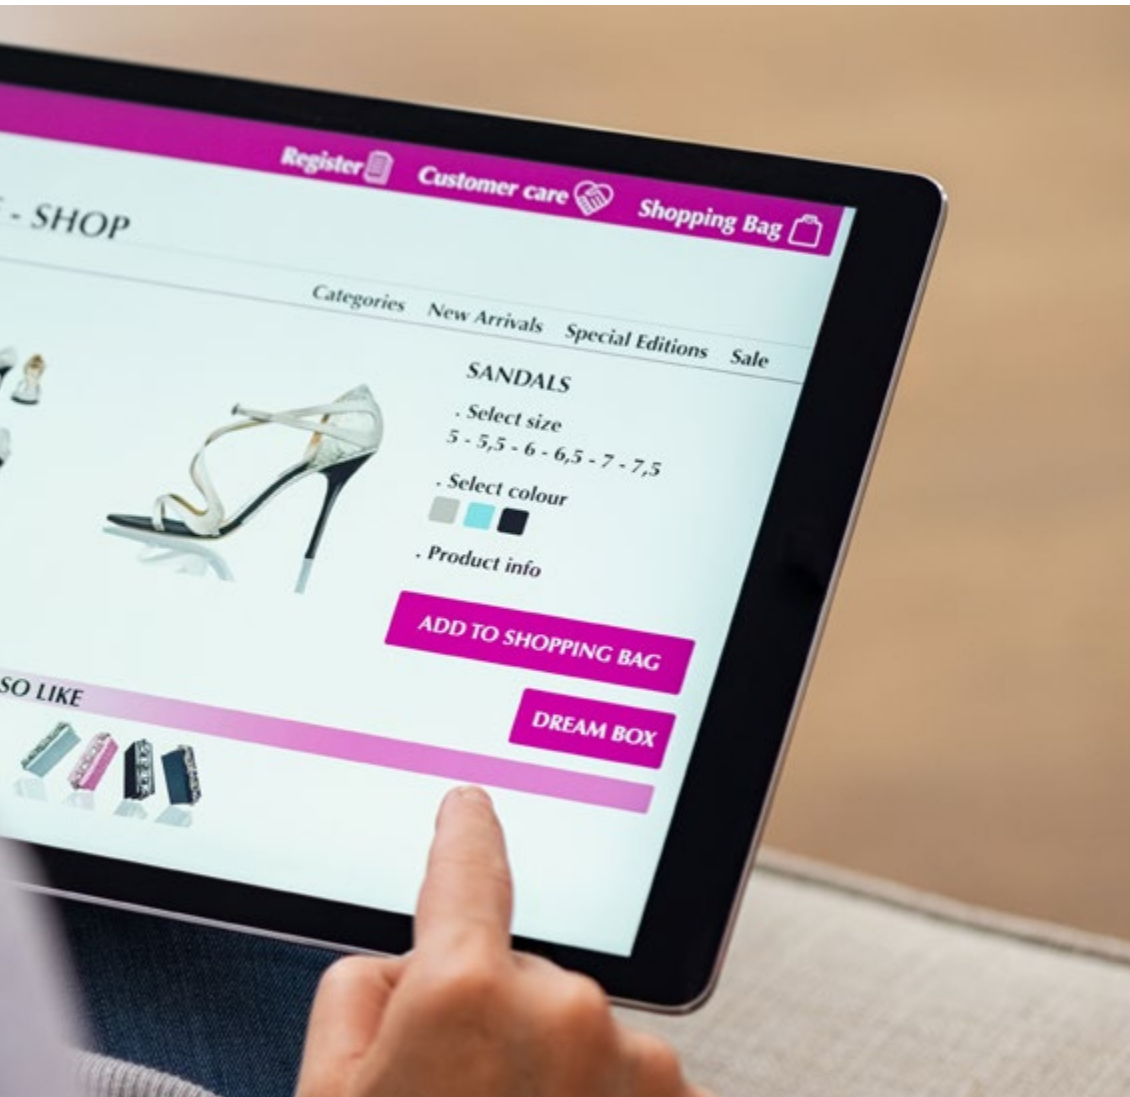 Register
Customer care
Shopping Bag
- SHOP
Categories New Arrivals Special Editions Sale
SANDALS
. Select size
5 - 5,5 - 6 - 6,5 - 7 - 7,5
. Select colour
. Product info
ADD TO SHOPPING BAG
DREAM BOX
SO LIKE